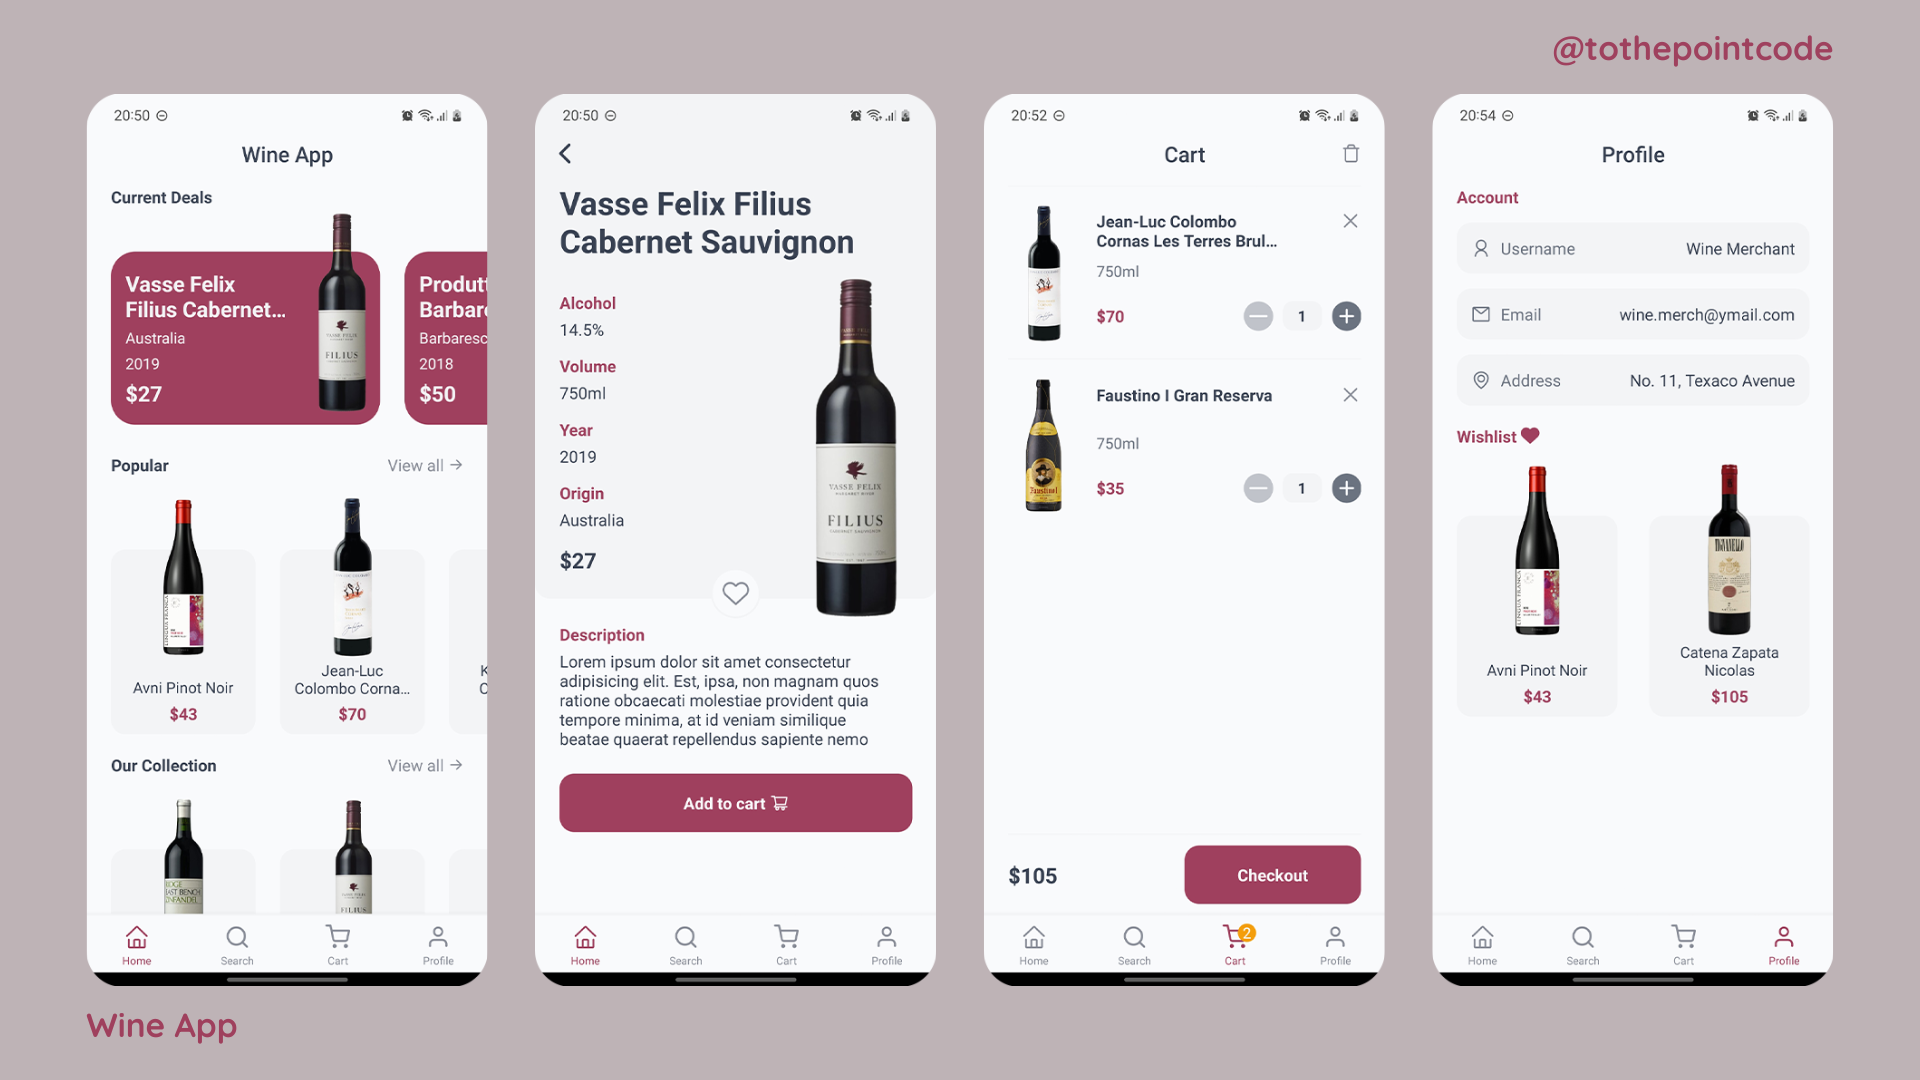 @tothepointcode
20:50
Wine App
Current Deals
Vasse Felix
Filius Cabernet...
Australia
2019
$27
Barbaresc
2018
$50
Popular
View all →
Avni Pinot Noir
$43
Jean-Luc
Colombo Corna...
$70
Our Collection
View all →
VASSE FELIX
FILIUS
Home
Search
Cart
Profile
20:50
Vasse Felix Filius
Cabernet Sauvignon
Alcohol
14.5%
Volume
750ml
Year
2019
Origin
Australia
$27
VASSE FELIX
FILIUS
Description
Lorem ipsum dolor sit amet consectetur
adipisicing elit. Est, ipsa, non magnam quos
ratione obcaecati molestiae provident quia
tempore minima, at id veniam similique
beatae quaerat repellendus sapiente nemo
Add to cart
Home
Search
Cart
Profile
20:52
Cart
Jean-Luc Colombo
Cornas Les Terres Brul...
750ml
$70
1
Faustino I Gran Reserva
750ml
$35
1
$105
Checkout
Home
Search
2
Cart
Profile
20:54
Profile
Account
Username
Wine Merchant
Email
wine.merch@ymail.com
Address
No. 11, Texaco Avenue
Wishlist
Avni Pinot Noir
$43
Catena Zapata
Nicolas
$105
Home
Search
Cart
Profile
Wine App